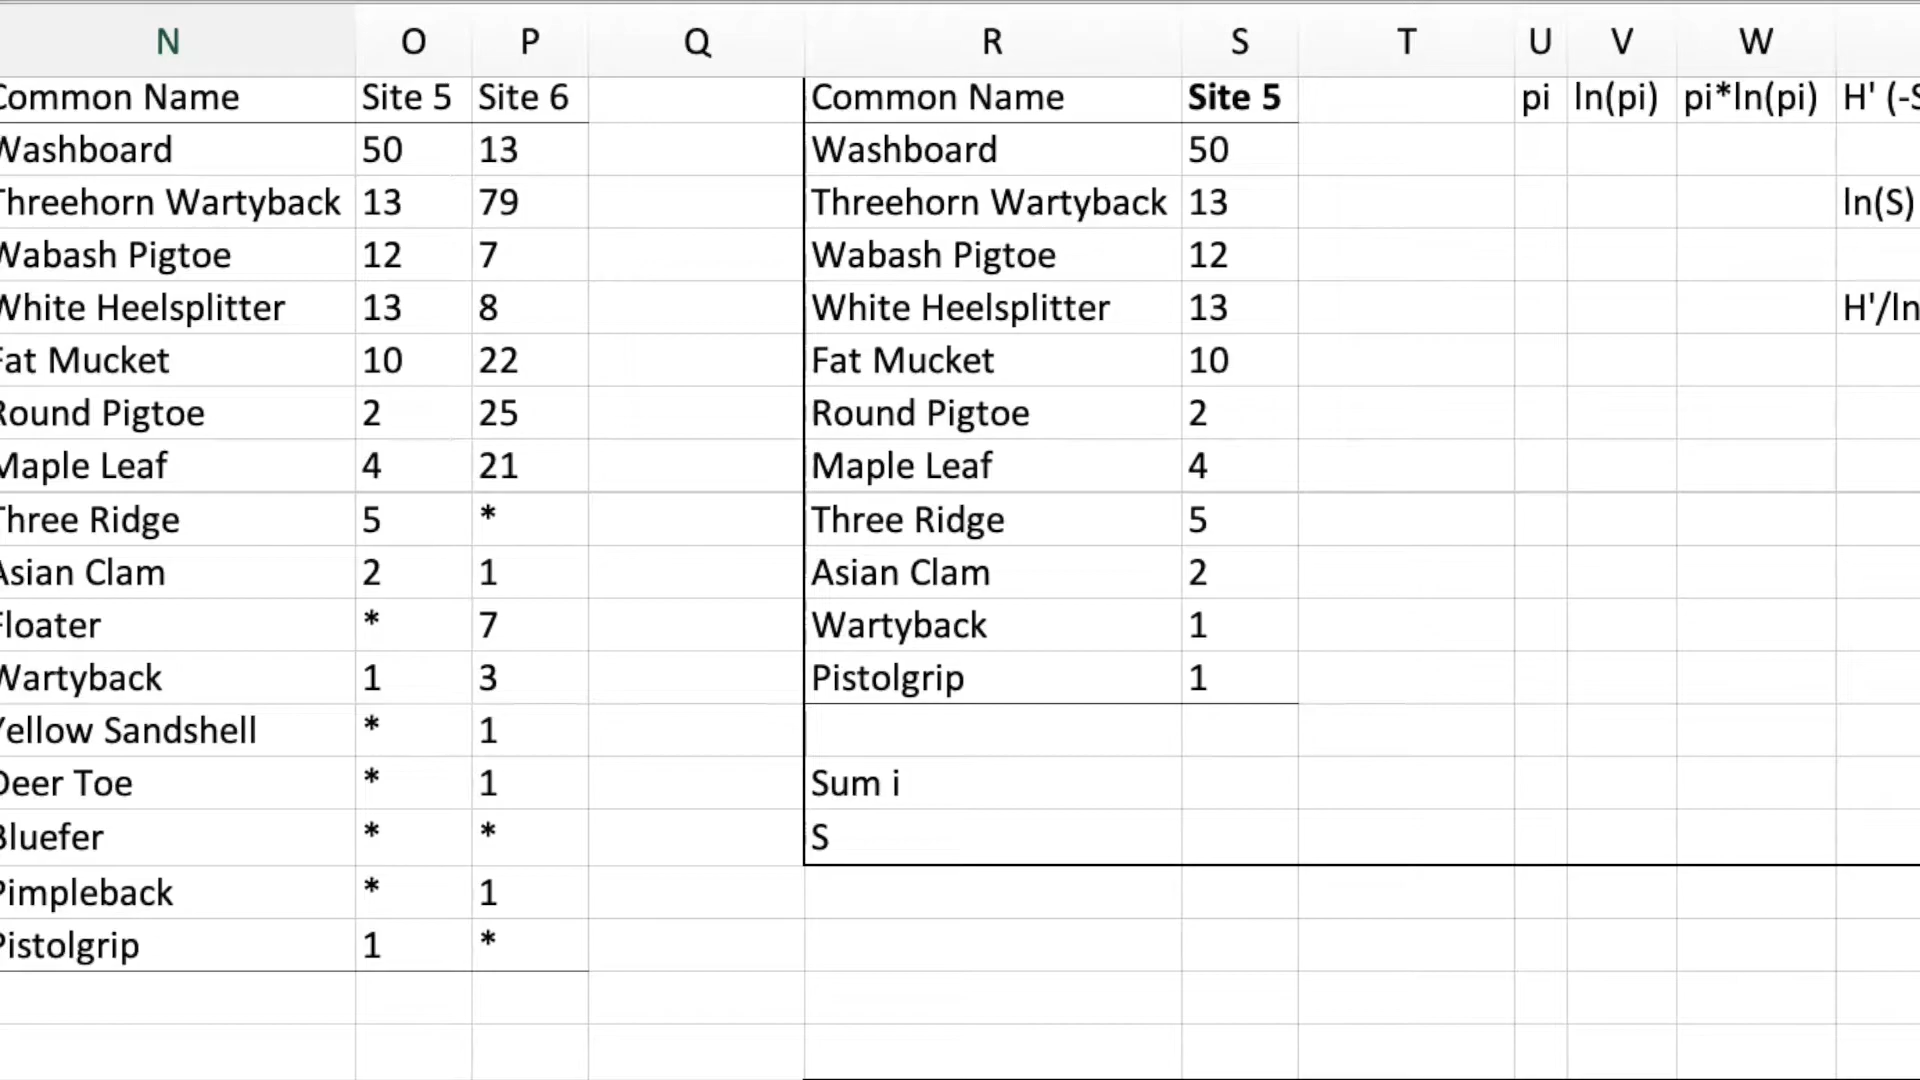 N O P Q R S T U V W
Common Name Site 5 Site 6 Common Name Site 5 pi ln(pi) pi*ln(pi) H' (-S
Washboard 50 13 Washboard 50
Threehorn Wartyback 13 79 Threehorn Wartyback 13 ln(S)
Wabash Pigtoe 12 7 Wabash Pigtoe 12
White Heelsplitter 13 8 White Heelsplitter 13 H'/ln
Fat Mucket 10 22 Fat Mucket 10
Round Pigtoe 2 25 Round Pigtoe 2
Maple Leaf 4 21 Maple Leaf 4
Three Ridge 5 * Three Ridge 5
Asian Clam 2 1 Asian Clam 2
Floater * 7 Wartyback 1
Wartyback 1 3 Pistolgrip 1
Yellow Sandshell * 1
Deer Toe * 1 Sum i
Bluefer * * S
Pimpleback * 1
Pistolgrip 1 *